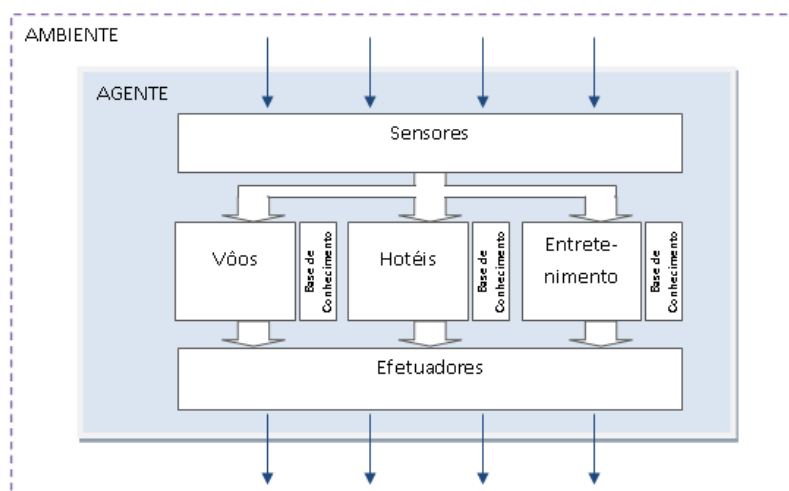 AMBIENTE
AGENTE
Sensores
Vôos
Base de
Conhecimento
Hotéis
Base de
Conhecimento
Entrete-
nimento
Base de
Conhecimento
Efetuadores